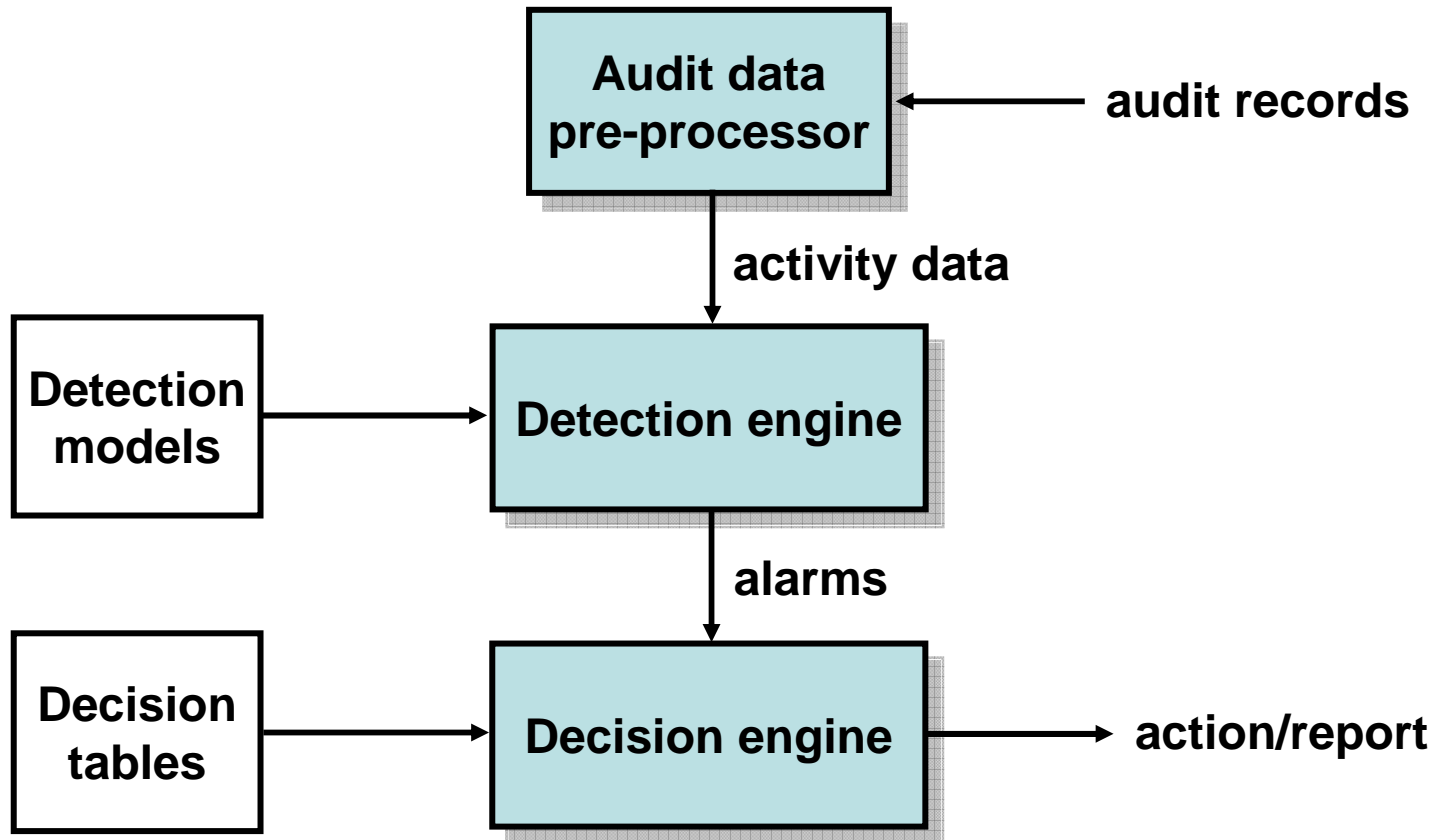 Audit data
pre-processor
audit records
activity data
Detection
models
Detection engine
alarms
Decision
tables
Decision engine
action/report